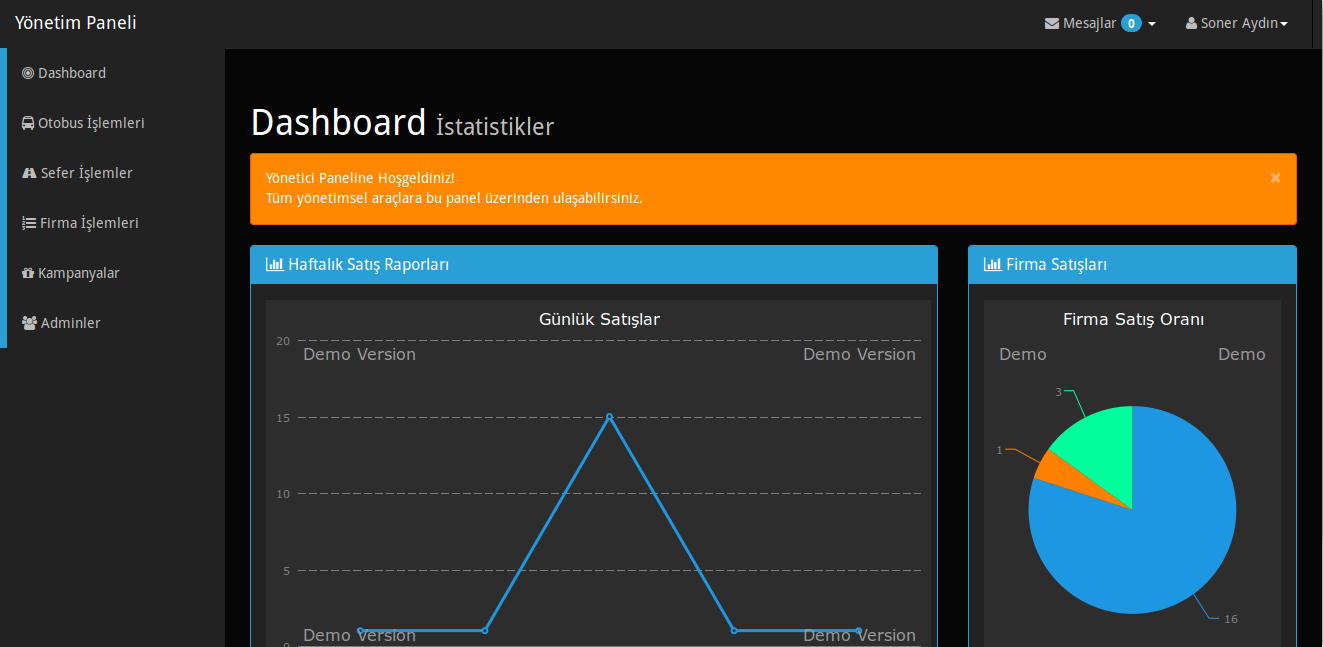 Yönetim Paneli
Mesajlar 0
Soner Aydın
Dashboard
Otobus İşlemleri
Sefer İşlemler
Firma İşlemleri
Kampanyalar
Adminler
Dashboard İstatistikler
Yönetici Paneline Hoşgeldiniz!
×
Tüm yönetimsel araçlara bu panel üzerinden ulaşabilirsiniz.
Haftalık Satış Raporları
Günlük Satışlar
20
Demo Version Demo Version
15
10
5
Demo Version Demo Version
0
Firma Satışları
Firma Satış Oranı
Demo Demo
3
1
16